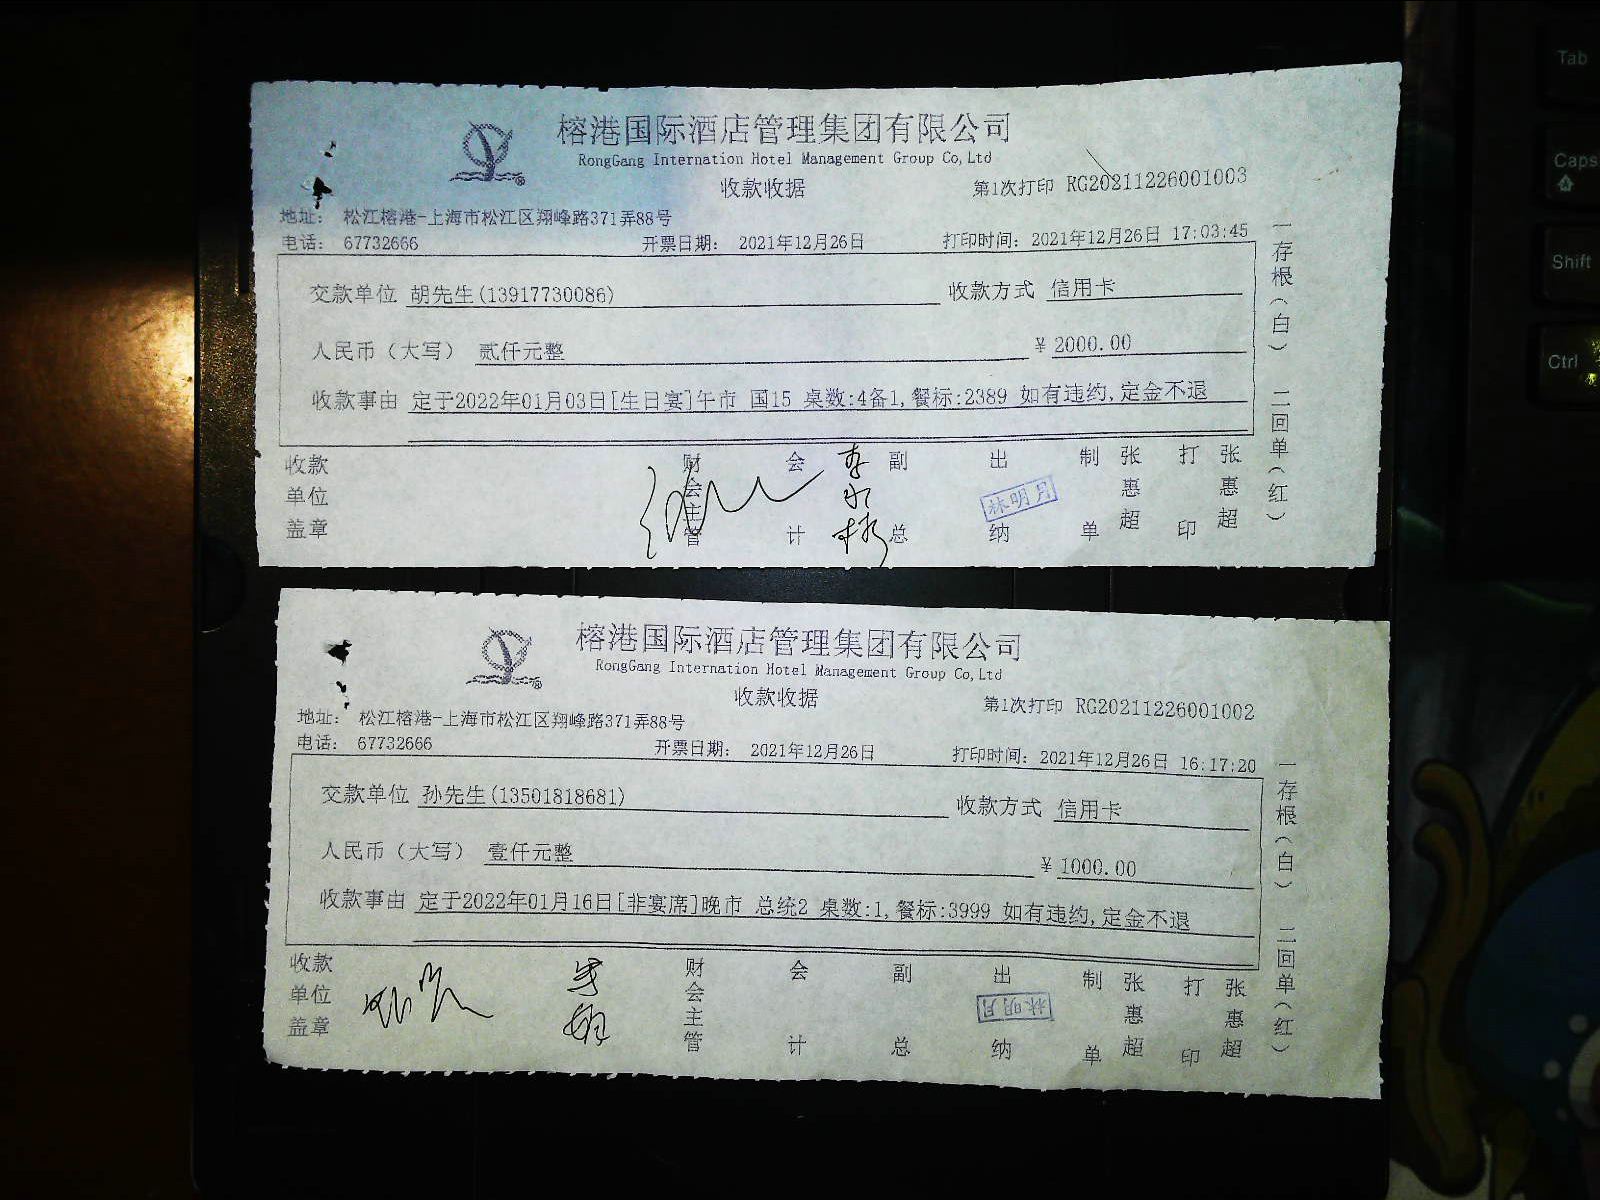 榕港国际酒店管理集团有限公司
RongGang Internation Hotel Management Group Co,Ltd
收款收据
第1次打印 RG20211226001003
地址: 松江榕港-上海市松江区翔峰路371弄88号
电话: 67732666 开票日期: 2021年12月26日 打印时间: 2021年12月26日 17:03:45
交款单位 胡先生(13917730086) 收款方式 信用卡
人民币(大写) 贰仟元整 ¥ 2000.00
收款事由 定于2022年01月03日[生日宴]午市 国15 桌数:4备1,餐标:2389 如有违约,定金不退
收款单位盖章 财会主管 会计 副总 出纳 林明月 制单 张惠超 打印 张惠超
一存根(白) 二回单(红)
榕港国际酒店管理集团有限公司
RongGang Internation Hotel Management Group Co,Ltd
收款收据
第1次打印 RG20211226001002
地址: 松江榕港-上海市松江区翔峰路371弄88号
电话: 67732666 开票日期: 2021年12月26日 打印时间: 2021年12月26日 16:17:20
交款单位 孙先生(13501818681) 收款方式 信用卡
人民币(大写) 壹仟元整 ¥ 1000.00
收款事由 定于2022年01月16日[非宴席]晚市 总统2 桌数:1,餐标:3999 如有违约,定金不退
收款单位盖章 财会主管 会计 副总 出纳 林明月 制单 张惠超 打印 张惠超
一存根(白) 二回单(红)
Tab
Caps
Shift
Ctrl